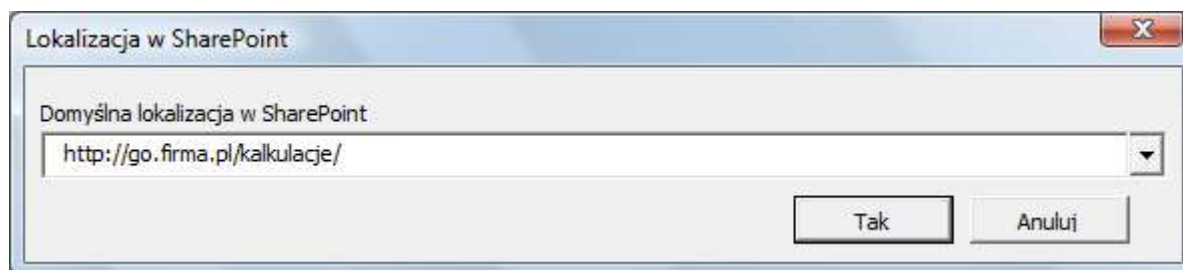 Lokalizacja w SharePoint
Domyślna lokalizacja w SharePoint
http://go.firma.pl/kalkulacje/
Tak Anuluj